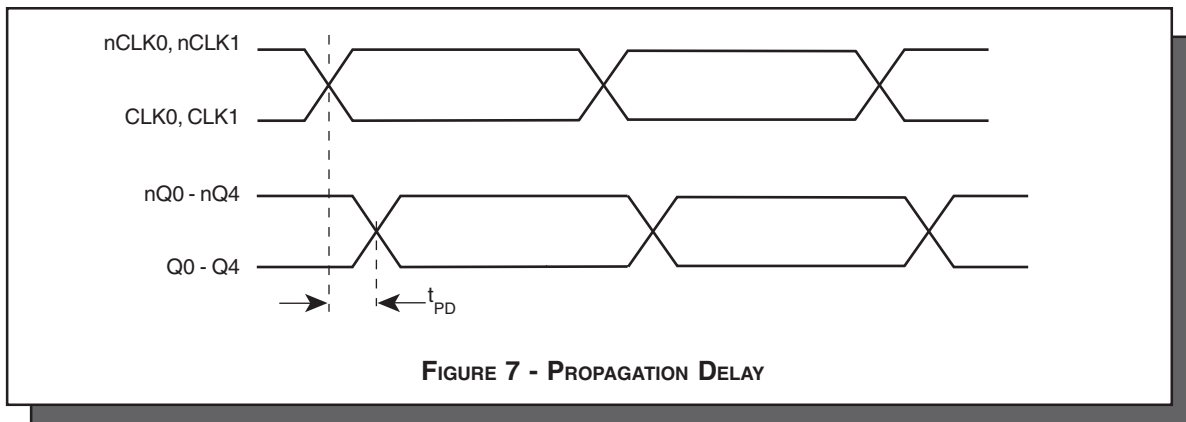 nCLK0, nCLK1
CLK0, CLK1
nQ0 - nQ4
Q0 - Q4
tPD
FIGURE 7 - PROPAGATION DELAY